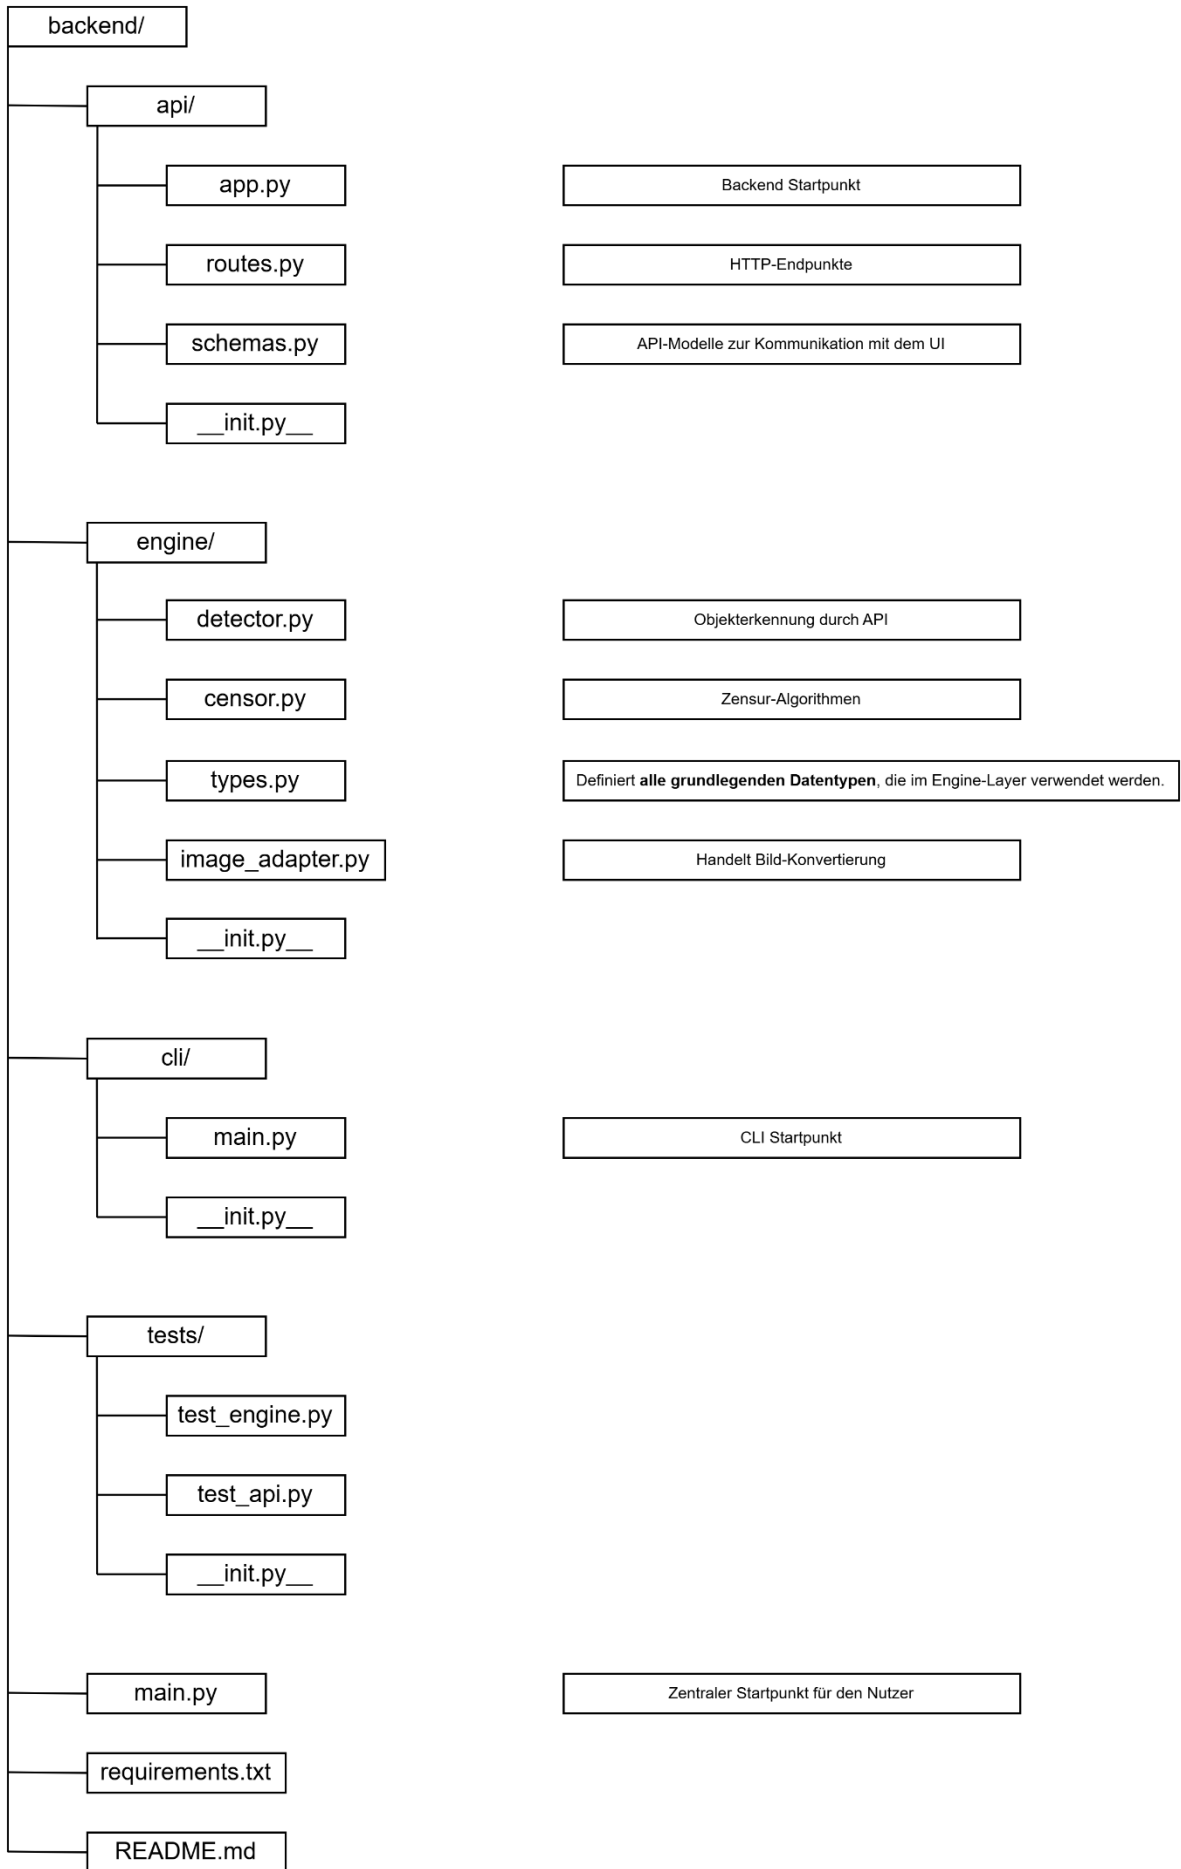 backend/
api/
app.py
Backend Startpunkt
routes.py
HTTP-Endpunkte
schemas.py
API-Modelle zur Kommunikation mit dem UI
__init.py__
engine/
detector.py
Objekterkennung durch API
censor.py
Zensur-Algorithmen
types.py
Definiert alle grundlegenden Datentypen, die im Engine-Layer verwendet werden.
image_adapter.py
Handelt Bild-Konvertierung
__init.py__
cli/
main.py
CLI Startpunkt
__init.py__
tests/
test_engine.py
test_api.py
__init.py__
main.py
Zentraler Startpunkt für den Nutzer
requirements.txt
README.md